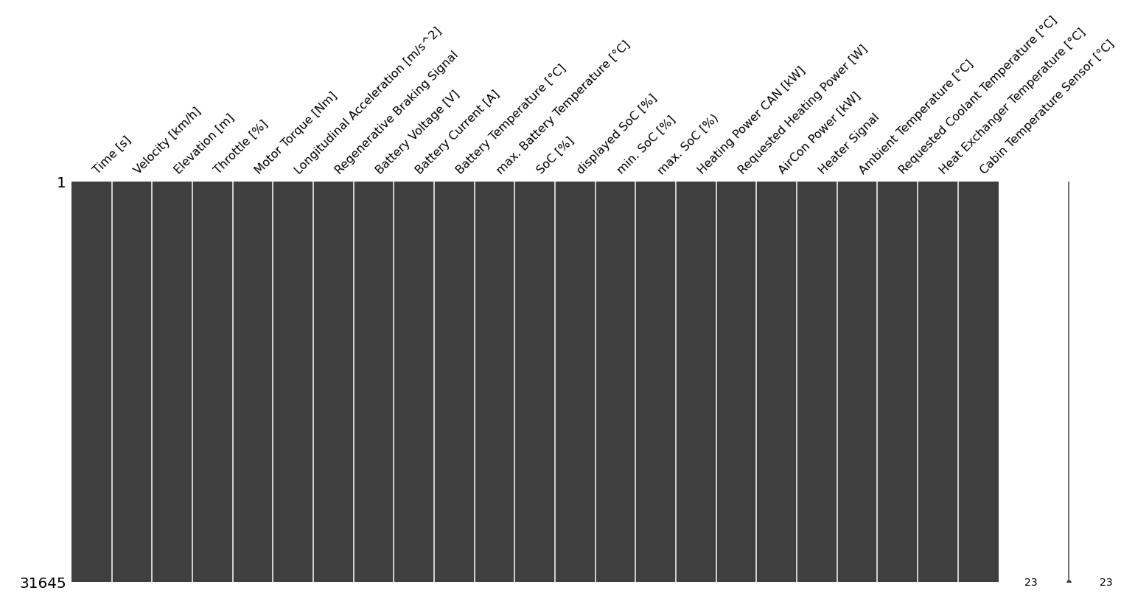 Time [s]
Velocity [km/h]
Elevation [m]
Throttle [%]
Motor Torque [Nm]
Longitudinal Acceleration [m/s^2]
Regenerative Braking Signal
Battery Voltage [V]
Battery Current [A]
Battery Temperature [°C]
max. Battery Temperature [°C]
SoC [%]
displayed SoC [%]
min. SoC [%]
max. SoC [%)
Heating Power CAN [kW]
Requested Heating Power [W]
AirCon Power [kW]
Heater Signal
Ambient Temperature [°C]
Requested Coolant Temperature [°C]
Heat Exchanger Temperature [°C]
Cabin Temperature Sensor [°C]
1
31645
23
23